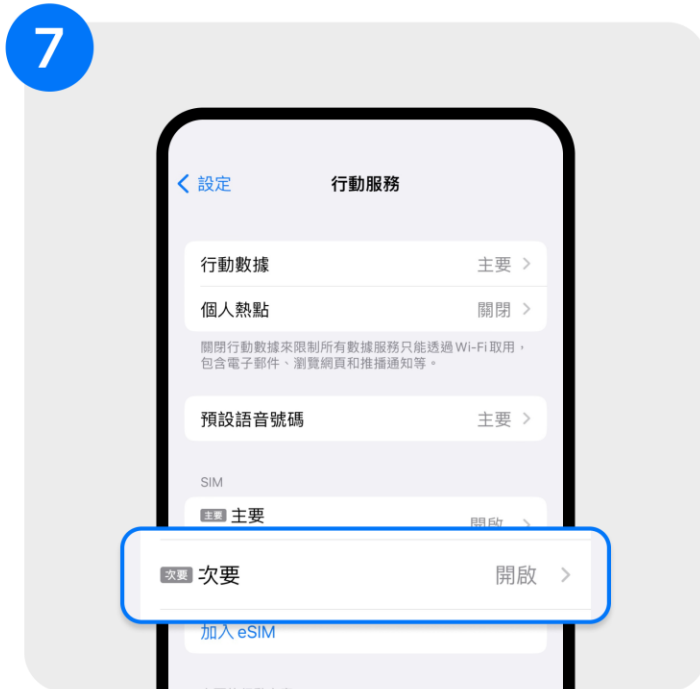 7
設定
行動服務
行動數據 主要
個人熱點 關閉
關閉行動數據來限制所有數據服務只能透過 Wi-Fi 取用，
包含電子郵件、瀏覽網頁和推播通知等。
預設語音號碼 主要
SIM
主要 主要 開啟
次要 次要 開啟
加入 eSIM